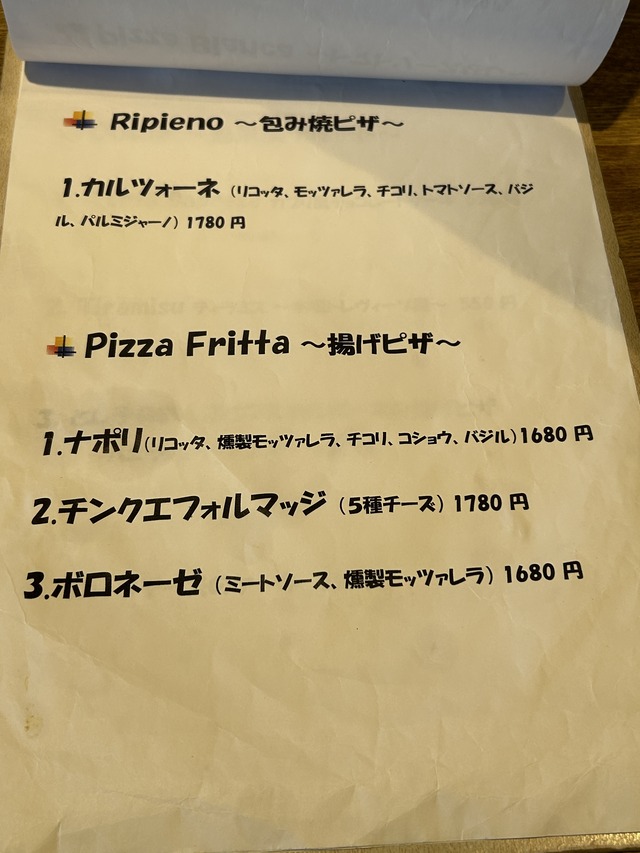 Ripieno ～包み焼ピザ～
1.カルツォーネ（リコッタ、モッツァレラ、チコリ、トマトソース、バジ
ル、パルミジャーノ）1780 円
Pizza Fritta ～揚げピザ～
1.ナポリ(リコッタ、燻製モッツァレラ、チコリ、コショウ、バジル)1680 円
2.チンクエフォルマッジ（5種チーズ）1780 円
3.ボロネーゼ（ミートソース、燻製モッツァレラ）1680 円